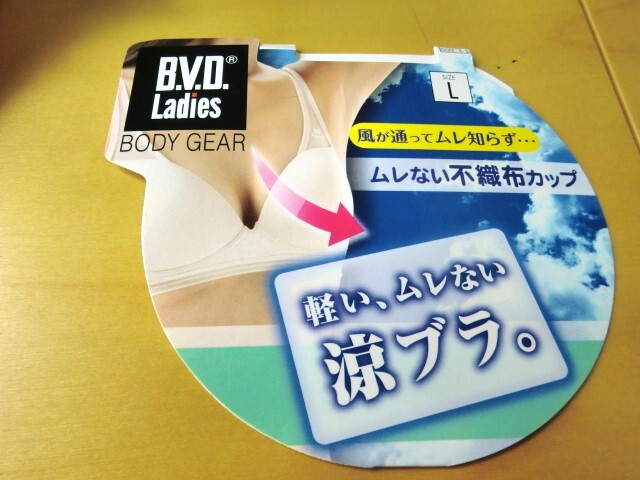 B.V.D.®
Ladies
BODY GEAR
SIZE
L
風が通ってムレ知らず…
ムレない不織布カップ
軽い、ムレない
涼ブラ。